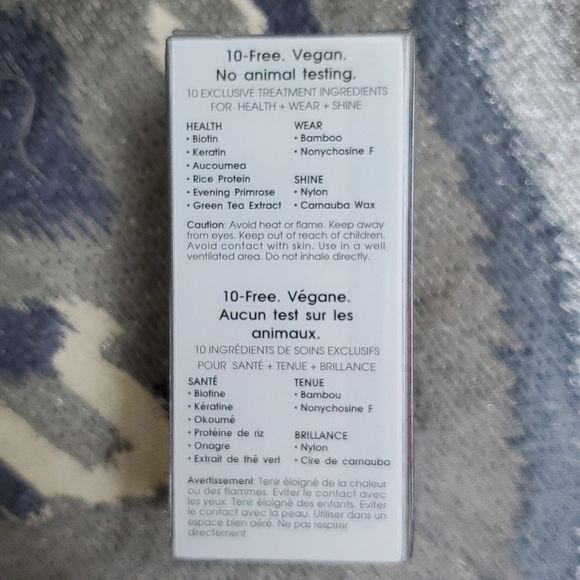 10-Free. Vegan.
No animal testing.
10 EXCLUSIVE TREATMENT INGREDIENTS
FOR HEALTH + WEAR + SHINE
HEALTH
• Biotin
• Keratin
• Aucoumea
• Rice Protein
• Evening Primrose
• Green Tea Extract
WEAR
• Bamboo
• Nonychosine F
SHINE
• Nylon
• Carnauba Wax
Caution: Avoid heat or flame. Keep away
from eyes. Keep out of reach of children.
Avoid contact with skin. Use in a well
ventilated area. Do not inhale directly.
10-Free. Végane.
Aucun test sur les
animaux.
10 INGRÉDIENTS DE SOINS EXCLUSIFS
POUR SANTÉ + TENUE + BRILLANCE
SANTÉ
• Biotine
• Kératine
• Okoumé
• Protéine de riz
• Onagre
• Extrait de thé vert
TENUE
• Bambou
• Nonychosine F
BRILLANCE
• Nylon
• Cire de carnauba
Avertissement: Tenir éloigné de la chaleur
ou des flammes. Eviter le contact avec
les yeux. Tenir éloigné des enfants. Eviter
le contact avec la peau. Utiliser dans un
espace bien aéré. Ne pas respirer
directement.